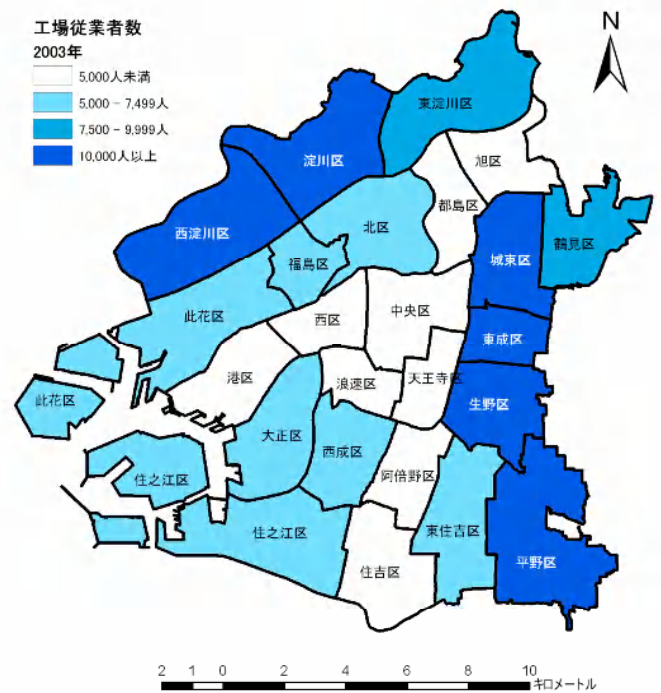 工場従業者数
2003年
5,000人未満
5,000 - 7,499人
7,500 - 9,999人
10,000人以上
N
東淀川区
淀川区
旭区
都島区
西淀川区
北区
鶴見区
城東区
福島区
此花区
西区
中央区
東成区
港区
浪速区
天王寺区
此花区
生野区
大正区
西成区
阿倍野区
住之江区
住之江区
東住吉区
平野区
住吉区
2 1 0 2 4 6 8 10
キロメートル